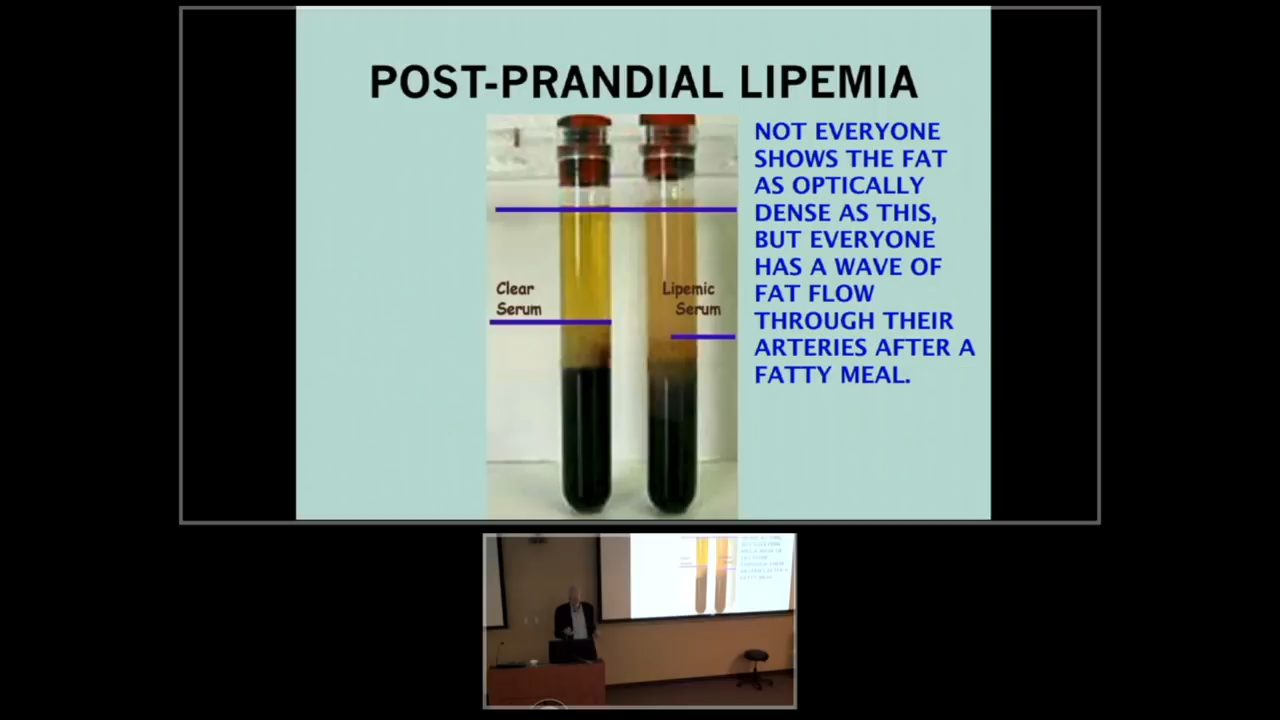 POST-PRANDIAL LIPEMIA
NOT EVERYONE
SHOWS THE FAT
AS OPTICALLY
DENSE AS THIS,
BUT EVERYONE
HAS A WAVE OF
FAT FLOW
THROUGH THEIR
ARTERIES AFTER A
FATTY MEAL.
Clear
Serum
Lipemic
Serum